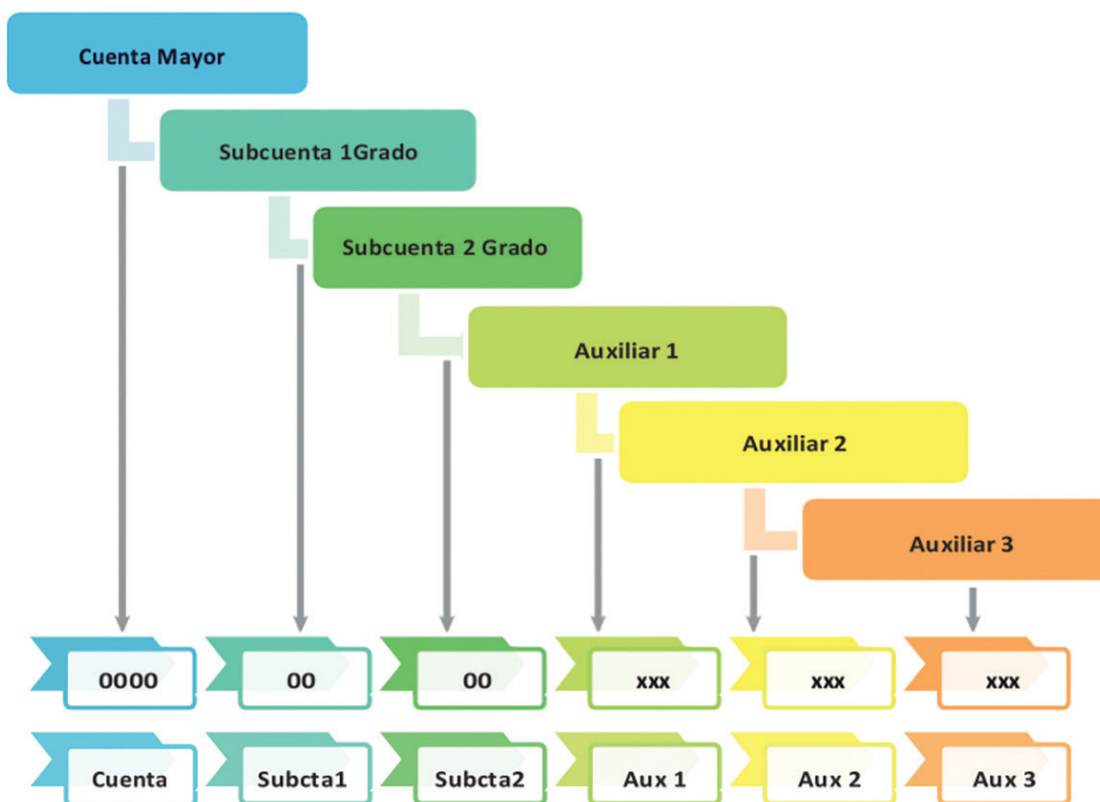 Cuenta Mayor
Subcuenta 1Grado
Subcuenta 2 Grado
Auxiliar 1
Auxiliar 2
Auxiliar 3
0000 00 00 xxx xxx xxx
Cuenta Subcta1 Subcta2 Aux 1 Aux 2 Aux 3